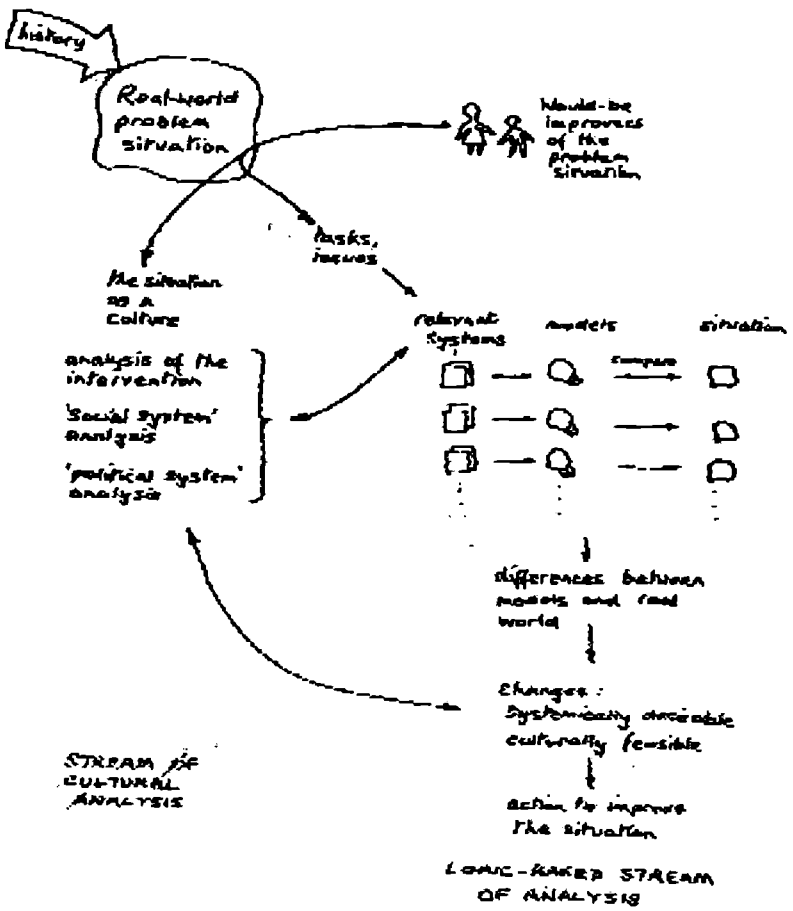 history
Real-world
problem
situation
Would-be
improvers
of the
problem
situation
tasks,
issues
the situation
as a
culture
relevant
systems
models
situation
compare
analysis of the
intervention
'social system'
analysis
'political system'
analysis
differences between
models and real
world
Changes:
systemically desirable
culturally feasible
action to improve
the situation
STREAM OF
CULTURAL
ANALYSIS
LOGIC-BASED STREAM
OF ANALYSIS